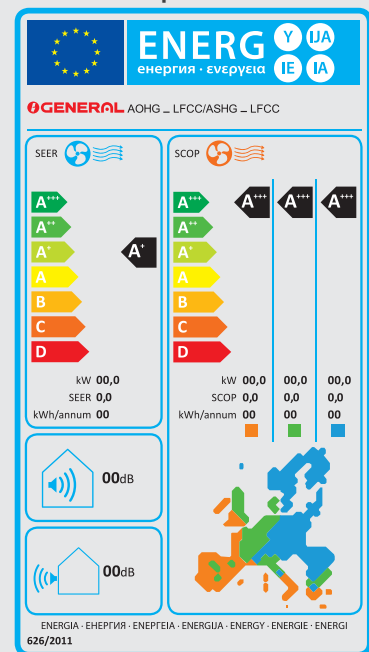 ENERG Y IJA
енергия · ενεργεια IE IA
GENERAL AOHG _ LFCC/ASHG _ LFCC
SEER
SCOP
A+++
A++
A+
A
B
C
D
A+
kW 00,0
SEER 0,0
kWh/annum 00
A+++
A++
A+
A
B
C
D
A+++ A+++ A+++
kW 00,0 00,0 00,0
SCOP 0,0 0,0 0,0
kWh/annum 00 00 00
00dB
00dB
ENERGIA · ЕНЕРГИЯ · ΕΝΕΡΓΕΙΑ · ENERGIJA · ENERGY · ENERGIE · ENERGI
626/2011